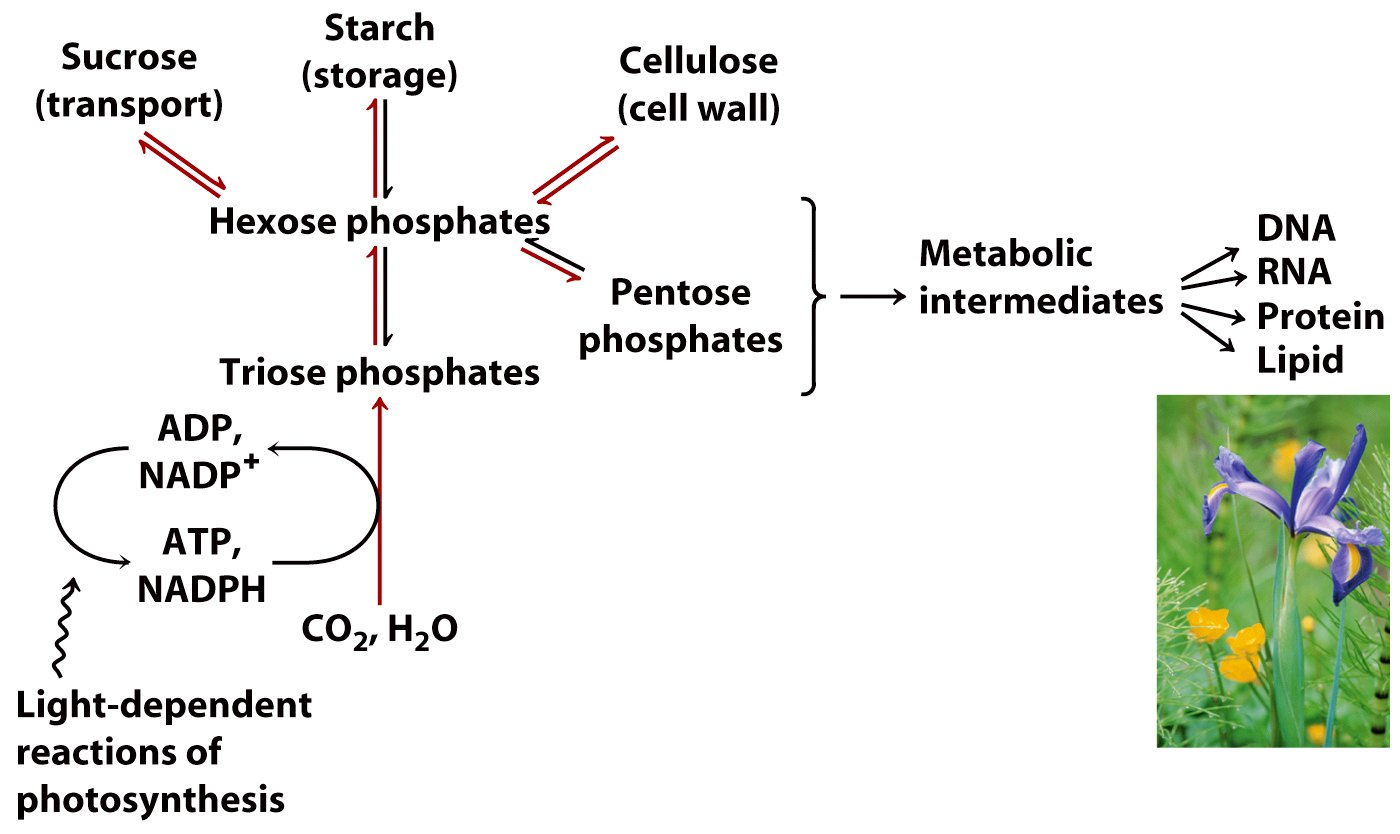 Sucrose
(transport)
Starch
(storage)
Cellulose
(cell wall)
Hexose phosphates
Pentose
phosphates
Metabolic
intermediates
DNA
RNA
Protein
Lipid
Triose phosphates
ADP,
NADP⁺
ATP,
NADPH
CO₂, H₂O
Light-dependent
reactions of
photosynthesis